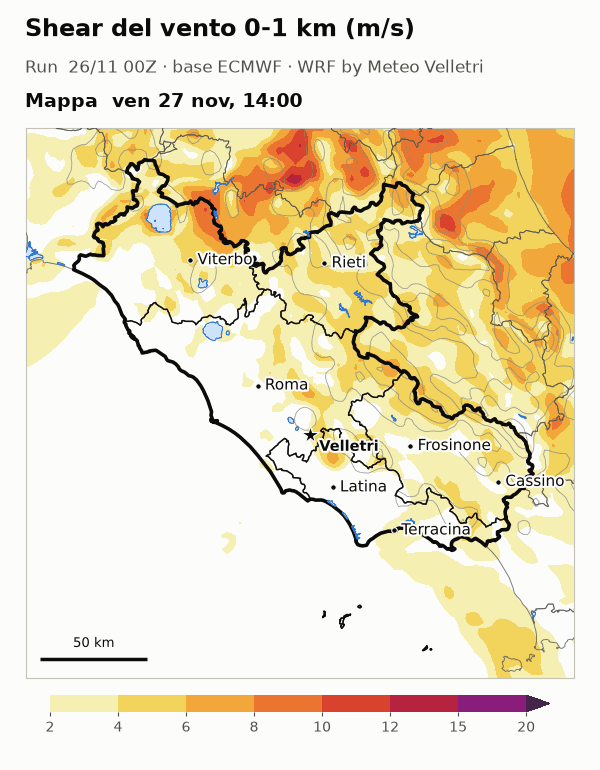 Shear del vento 0-1 km (m/s)
Run  26/11 00Z · base ECMWF · WRF by Meteo Velletri
Mappa  ven 27 nov, 14:00
Viterbo
Rieti
Roma
Velletri
Frosinone
Cassino
Latina
Terracina
50 km
2 4 6 8 10 12 15 20